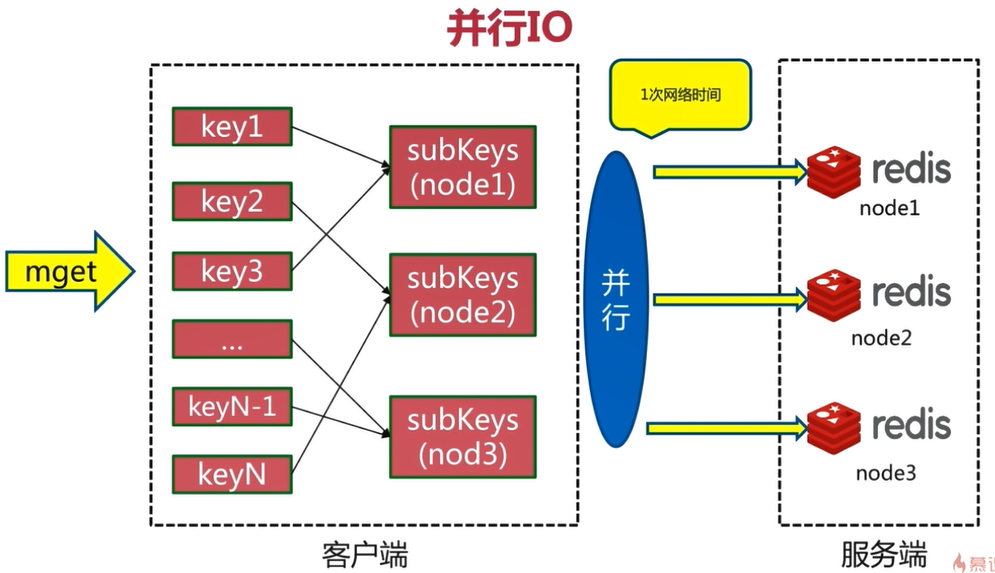 并行IO
1次网络时间
mget
key1
key2
key3
...
keyN-1
keyN
subKeys
(node1)
subKeys
(node2)
subKeys
(nod3)
并
行
redis
node1
redis
node2
redis
node3
客户端
服务端